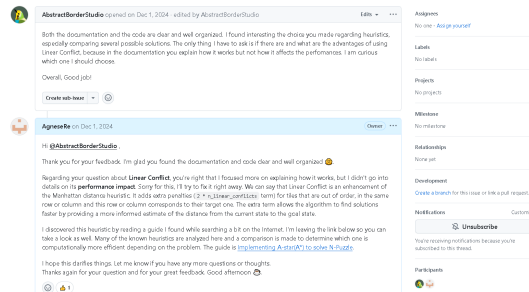 AbstractBorderStudio opened on Dec 1, 2024 · edited by AbstractBorderStudio
Edits
Both the documentation and the code are clear and well organized. I found interesting the choice you made regarding heuristics,
especially comparing several possible solutions. The only thing I have to ask is if there are and what are the advantages of using
Linear Conflict, because in the documentation you explain how it works but not how it affects the performances. I am curious
which one I should choose.
Overall, Good job!
Create sub-issue
AgneseRe on Dec 1, 2024
Owner
Hi @AbstractBorderStudio ,
Thank you for your feedback. I'm glad you found the documentation and code clear and well organized
Regarding your question about Linear Conflict, you're right that I focused more on explaining how it works, but I didn't go into
details on its performance impact. Sorry for this, I'll try to fix it right away. We can say that Linear Conflict is an enhancement of
the Manhattan distance heuristic. It adds extra penalties ( 2 * n_linear_conflicts term) for tiles that are out of order, in the same
row or column and this row or column corresponds to their target one. The extra term allows the algorithm to find solutions
faster by providing a more informed estimate of the distance from the current state to the goal state.
I discovered this heuristic by reading a guide I found while searching a bit on the Internet. I'm leaving the link below so you can
take a look as well. Many of the known heuristics are analyzed here and a comparison is made to determine which one is
computationally more efficient depending on the problem. The guide is Implementing A-star(A*) to solve N-Puzzle.
I hope this clarifies things. Let me know if you have any more questions or thoughts.
Thanks again for your question and for your great feedback. Good afternoon
1
Assignees
No one - Assign yourself
Labels
No labels
Projects
No projects
Milestone
No milestone
Relationships
None yet
Development
Create a branch for this issue or link a pull request.
Notifications
Custom
Unsubscribe
You're receiving notifications because you're
subscribed to this thread.
Participants